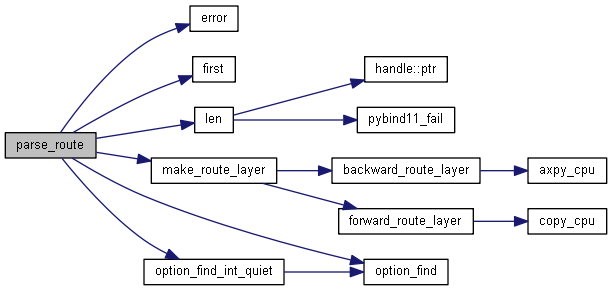 error
first
handle::ptr
len
pybind11_fail
parse_route
make_route_layer
backward_route_layer
axpy_cpu
forward_route_layer
copy_cpu
option_find_int_quiet
option_find